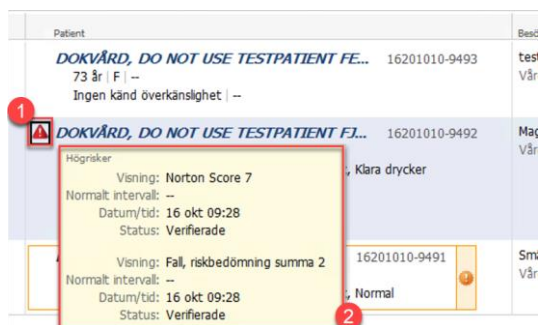 Patient
Besö
DOKVÅRD, DO NOT USE TESTPATIENT FE... 16201010-9493
test
73 år | F | --
Vår
Ingen känd överkänslighet | --
1
DOKVÅRD, DO NOT USE TESTPATIENT FJ... 16201010-9492
Mag
Vår
Högrisker
, Klara drycker
Visning: Norton Score 7
Normalt intervall: --
Datum/tid: 16 okt 09:28
Status: Verifierade
Visning: Fall, riskbedömning summa 2
16201010-9491
Små
Normalt intervall: --
Vår
Datum/tid: 16 okt 09:28
, Normal
Status: Verifierade
2